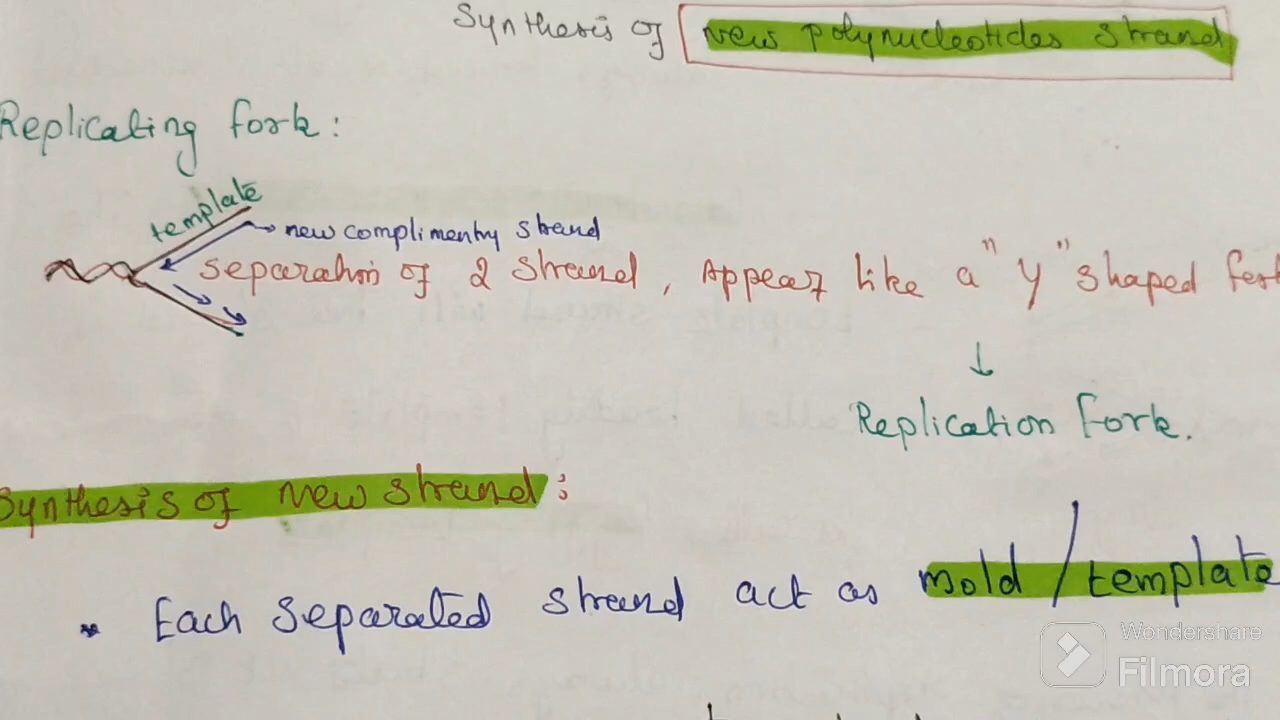 Synthesis of new polynucleotides strand
Replicating fork:
template
new complimentry strand
separation of 2 strand, Appear like a "y" shaped
↓
Replication Fork.
Synthesis of new strand:
• Each separated strand act as mold/template
Wondershare
Filmora